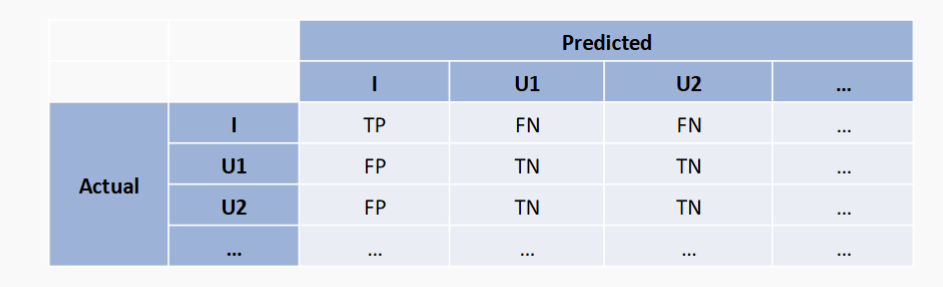 Predicted
I U1 U2 ...
Actual
I TP FN FN ...
U1 FP TN TN ...
U2 FP TN TN ...
... ... ... ... ...